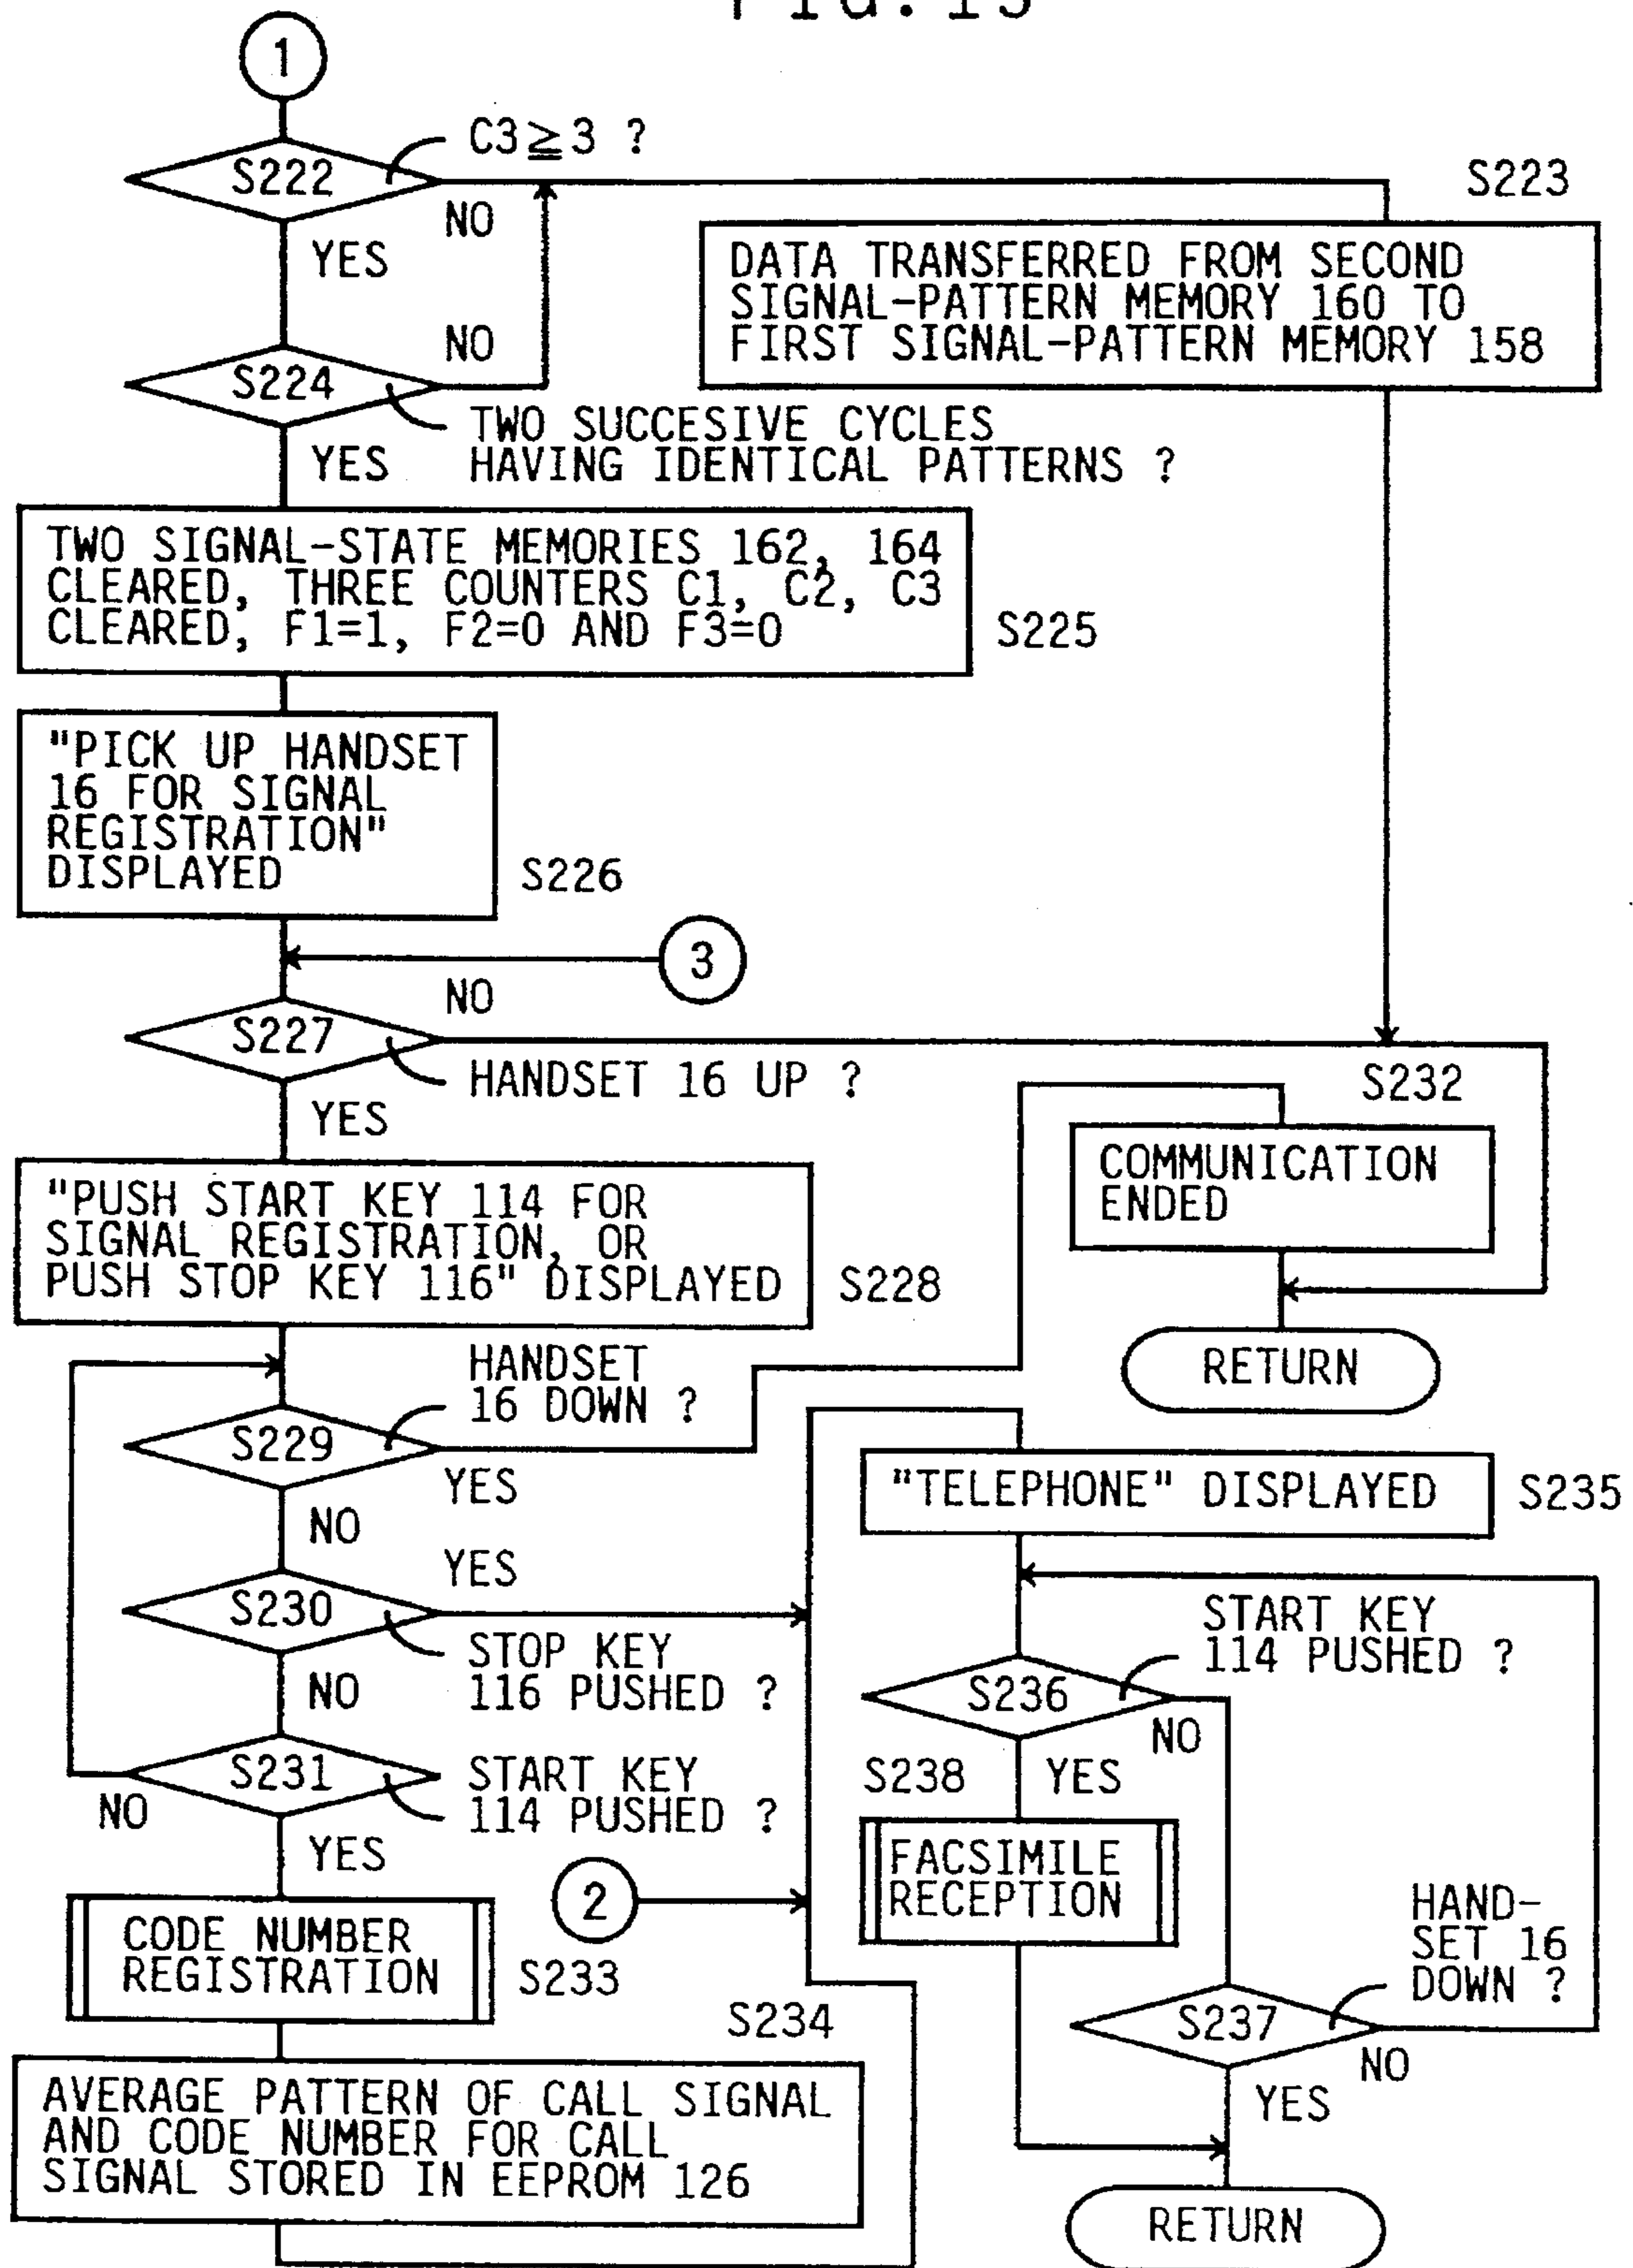 Fig. 13
1
C3≧3 ?
S222
NO
YES
S223
DATA TRANSFERRED FROM SECOND
SIGNAL-PATTERN MEMORY 160 TO
FIRST SIGNAL-PATTERN MEMORY 158
NO
S224
TWO SUCCESIVE CYCLES
HAVING IDENTICAL PATTERNS ?
YES
TWO SIGNAL-STATE MEMORIES 162, 164
CLEARED, THREE COUNTERS C1, C2, C3
CLEARED, F1=1, F2=0 AND F3=0
S225
"PICK UP HANDSET
16 FOR SIGNAL
REGISTRATION"
DISPLAYED
S226
3
NO
S227
HANDSET 16 UP ?
YES
S232
COMMUNICATION
ENDED
RETURN
"PUSH START KEY 114 FOR
SIGNAL REGISTRATION, OR
PUSH STOP KEY 116" DISPLAYED
S228
HANDSET
16 DOWN ?
S229
YES
NO
YES
S230
STOP KEY
116 PUSHED ?
NO
S231
START KEY
114 PUSHED ?
NO
YES
2
CODE NUMBER
REGISTRATION
S233
S234
AVERAGE PATTERN OF CALL SIGNAL
AND CODE NUMBER FOR CALL
SIGNAL STORED IN EEPROM 126
"TELEPHONE" DISPLAYED
S235
START KEY
114 PUSHED ?
S236
NO
S238
YES
FACSIMILE
RECEPTION
HAND-
SET 16
DOWN ?
S237
NO
YES
RETURN